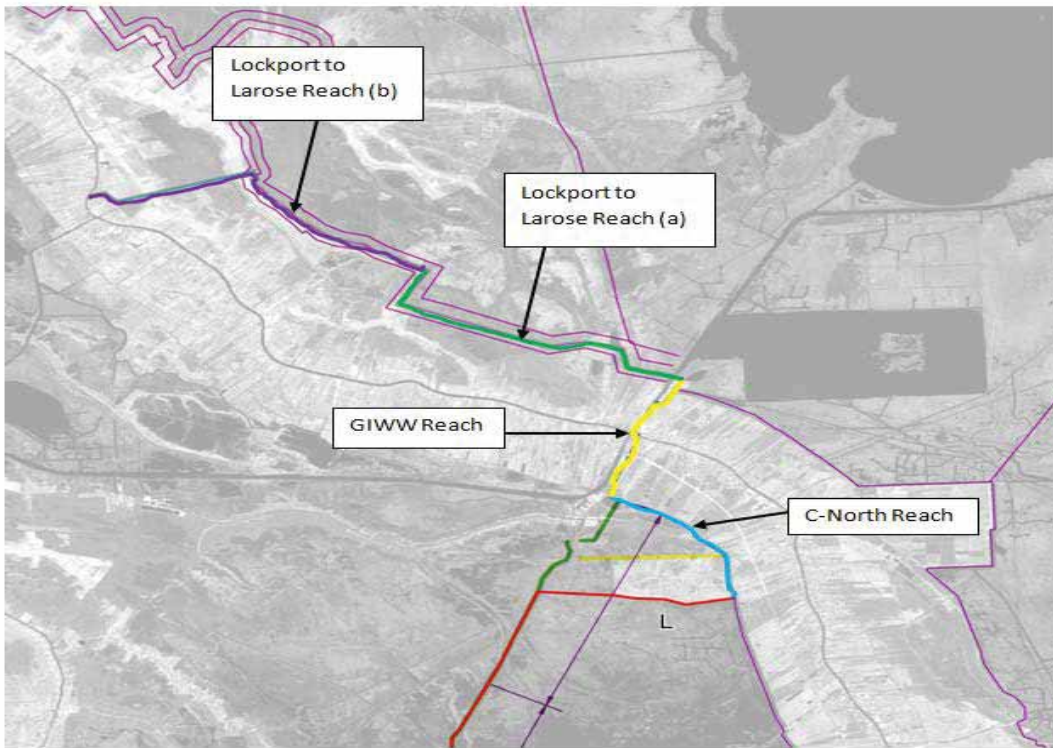 Lockport to
Larose Reach (b)
Lockport to
Larose Reach (a)
GIWW Reach
C-North Reach
L